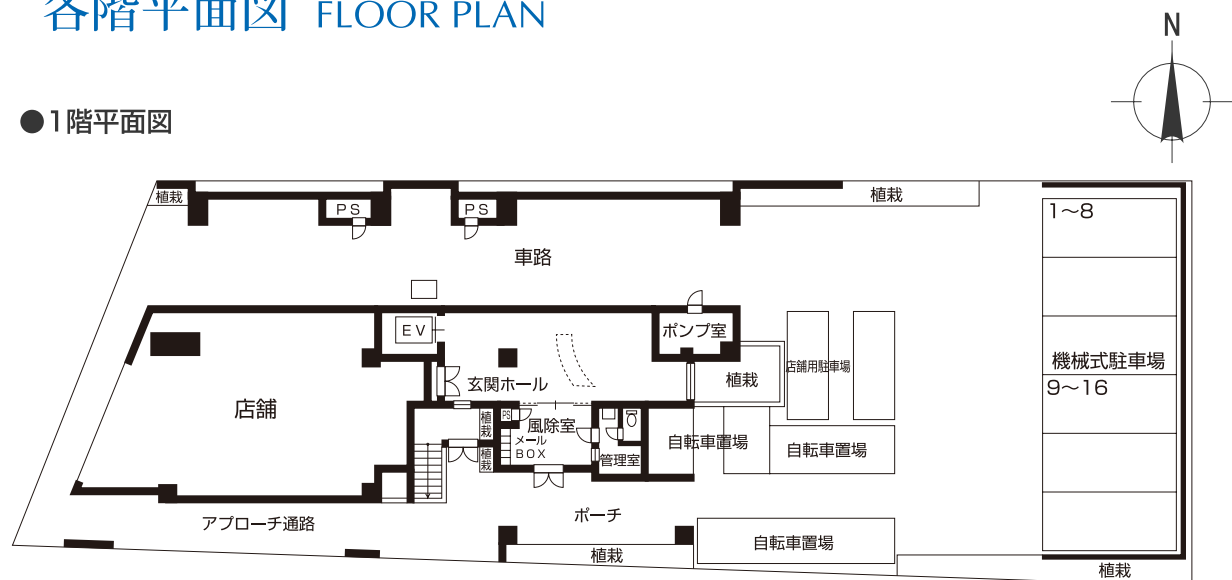 各階平面図 FLOOR PLAN
N
●1階平面図
植栽
PS
PS
植栽
1〜8
車路
EV
ポンプ室
機械式駐車場
店舗用駐車場
植栽
玄関ホール
9〜16
店舗
植栽
PS
風除室
メール
BOX
自転車置場
自転車置場
植栽
管理室
ポーチ
アプローチ通路
自転車置場
植栽
植栽